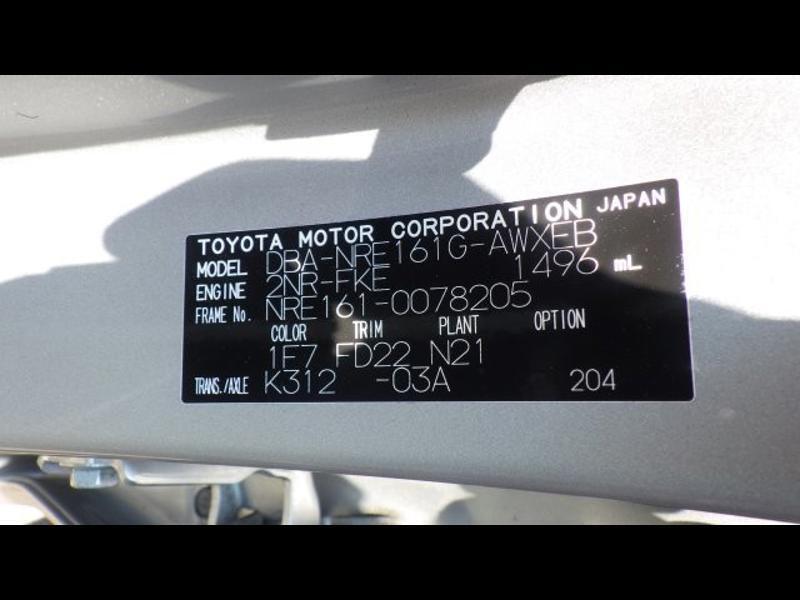 TOYOTA MOTOR CORPORATION JAPAN
MODEL DBA-NRE161G-AWXEB
ENGINE 2NR-FKE 1496 mL
FRAME No. NRE161-0078205
COLOR TRIM PLANT OPTION
1F7 FD22 N21
TRANS./AXLE K312 -03A 204